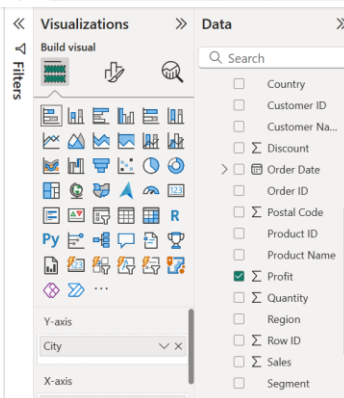 Visualizations
Build visual
Filters
123
R
Py
Y-axis
City
X-axis
Data
Search
Country
Customer ID
Customer Na...
Discount
Order Date
Order ID
Postal Code
Product ID
Product Name
Profit
Quantity
Region
Row ID
Sales
Segment